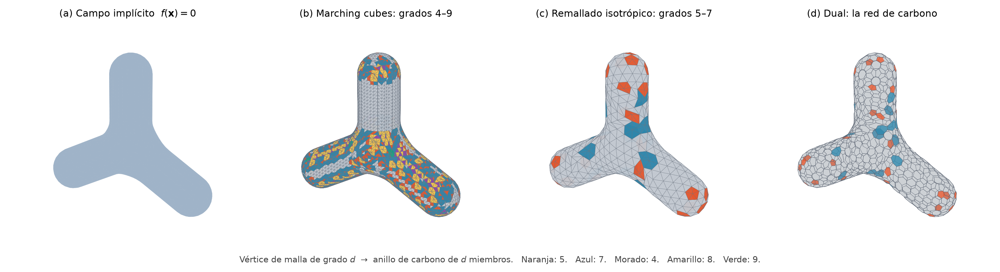 (a) Campo implícito f(x) = 0
(b) Marching cubes: grados 4–9
(c) Remallado isotrópico: grados 5–7
(d) Dual: la red de carbono
Vértice de malla de grado d → anillo de carbono de d miembros. Naranja: 5. Azul: 7. Morado: 4. Amarillo: 8. Verde: 9.